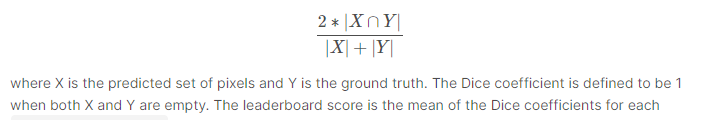 2 * |X ∩ Y|
|X| + |Y|
where X is the predicted set of pixels and Y is the ground truth. The Dice coefficient is defined to be 1
when both X and Y are empty. The leaderboard score is the mean of the Dice coefficients for each